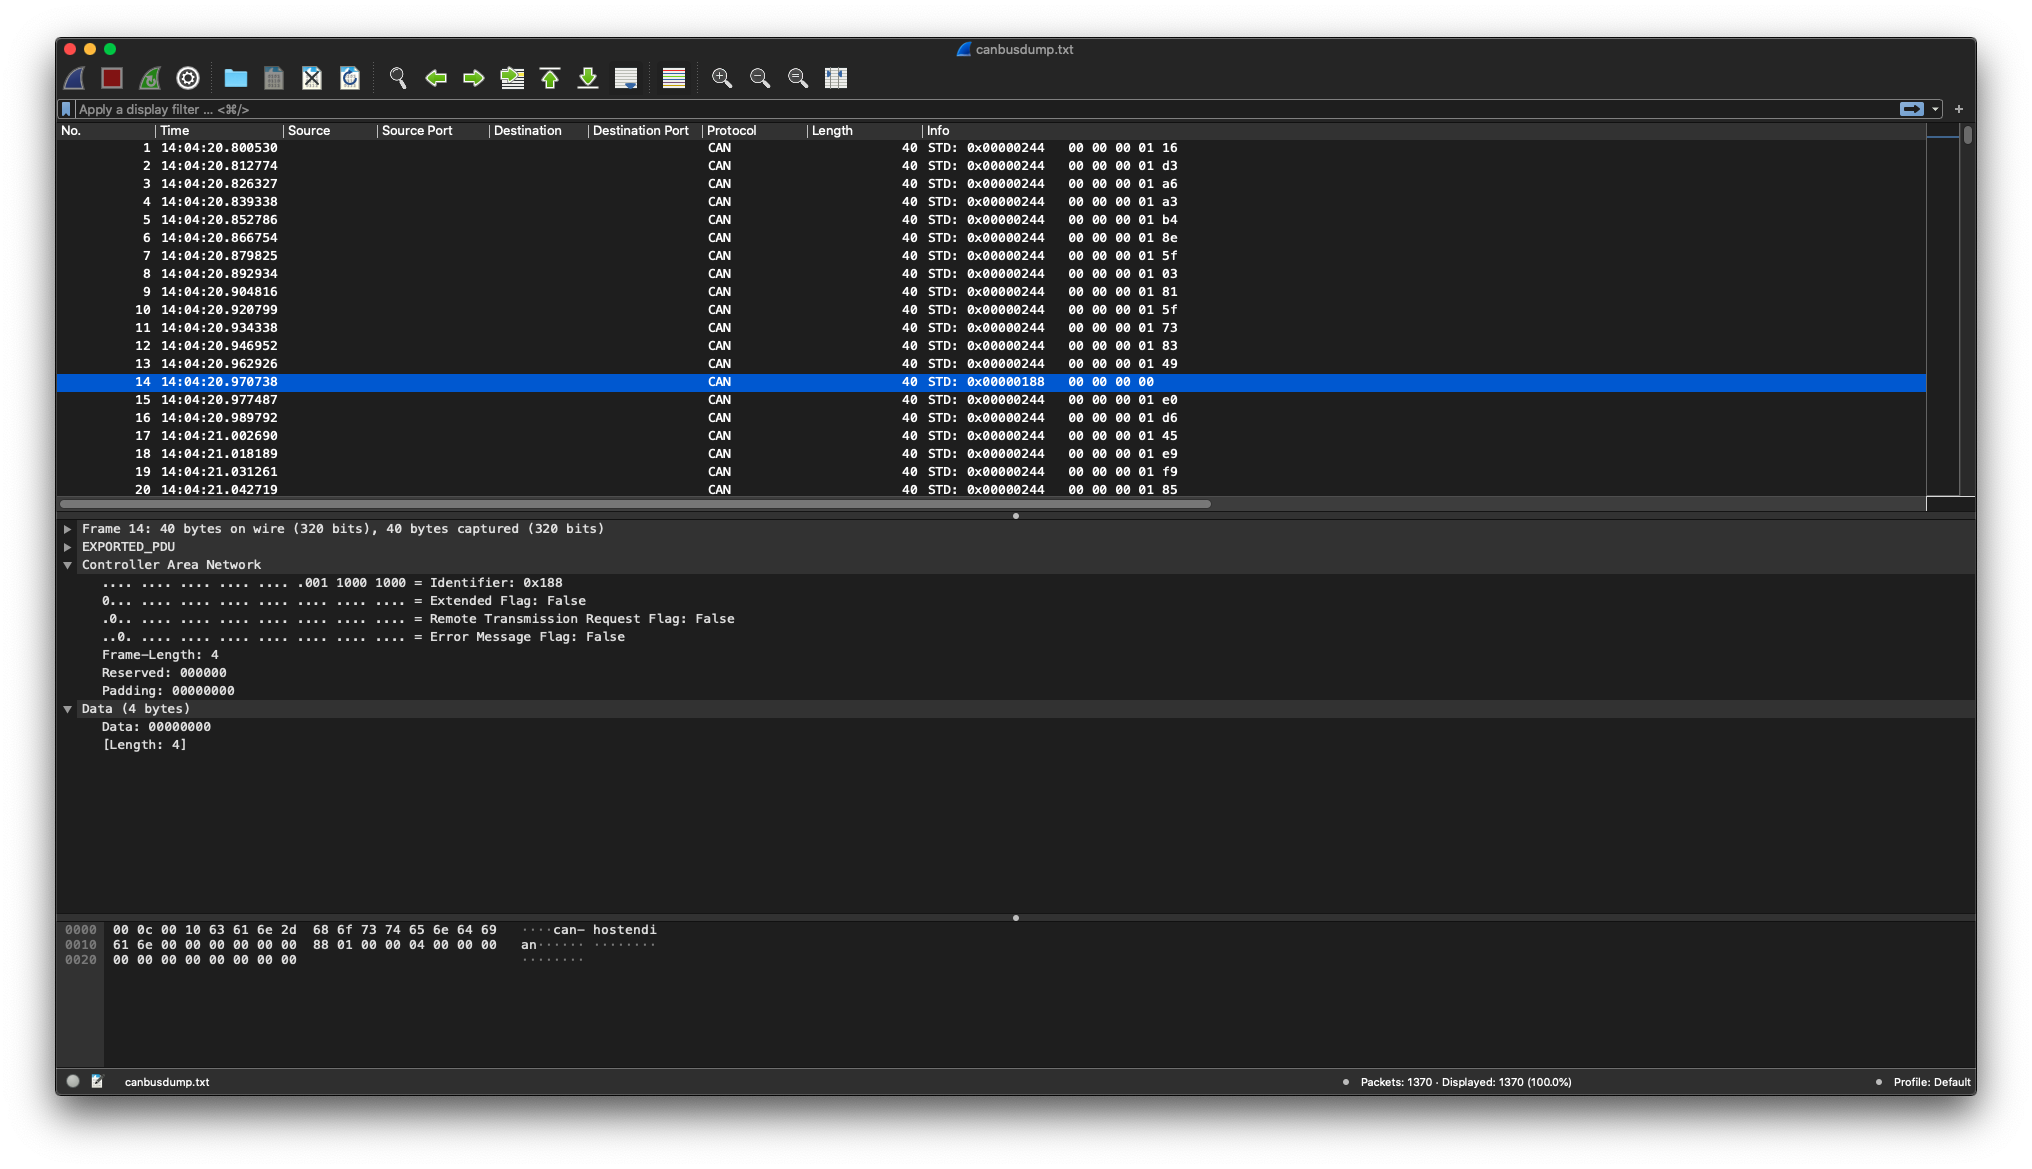 canbusdump.txt
Apply a display filter ... <⌘/>
+
No. Time Source Source Port Destination Destination Port Protocol Length Info
1 14:04:20.800530 CAN 40 STD: 0x00000244 00 00 00 01 16
2 14:04:20.812774 CAN 40 STD: 0x00000244 00 00 00 01 d3
3 14:04:20.826327 CAN 40 STD: 0x00000244 00 00 00 01 a6
4 14:04:20.839338 CAN 40 STD: 0x00000244 00 00 00 01 a3
5 14:04:20.852786 CAN 40 STD: 0x00000244 00 00 00 01 b4
6 14:04:20.866754 CAN 40 STD: 0x00000244 00 00 00 01 8e
7 14:04:20.879825 CAN 40 STD: 0x00000244 00 00 00 01 5f
8 14:04:20.892934 CAN 40 STD: 0x00000244 00 00 00 01 03
9 14:04:20.904816 CAN 40 STD: 0x00000244 00 00 00 01 81
10 14:04:20.920799 CAN 40 STD: 0x00000244 00 00 00 01 5f
11 14:04:20.934338 CAN 40 STD: 0x00000244 00 00 00 01 73
12 14:04:20.946952 CAN 40 STD: 0x00000244 00 00 00 01 83
13 14:04:20.962926 CAN 40 STD: 0x00000244 00 00 00 01 49
14 14:04:20.970738 CAN 40 STD: 0x00000188 00 00 00 00
15 14:04:20.977487 CAN 40 STD: 0x00000244 00 00 00 01 e0
16 14:04:20.989792 CAN 40 STD: 0x00000244 00 00 00 01 d6
17 14:04:21.002690 CAN 40 STD: 0x00000244 00 00 00 01 45
18 14:04:21.018189 CAN 40 STD: 0x00000244 00 00 00 01 e9
19 14:04:21.031261 CAN 40 STD: 0x00000244 00 00 00 01 f9
20 14:04:21.042719 CAN 40 STD: 0x00000244 00 00 00 01 85
Frame 14: 40 bytes on wire (320 bits), 40 bytes captured (320 bits)
EXPORTED_PDU
Controller Area Network
.... .... .... .... .... .001 1000 1000 = Identifier: 0x188
0... .... .... .... .... .... .... .... = Extended Flag: False
.0.. .... .... .... .... .... .... .... = Remote Transmission Request Flag: False
..0. .... .... .... .... .... .... .... = Error Message Flag: False
Frame-Length: 4
Reserved: 000000
Padding: 00000000
Data (4 bytes)
Data: 00000000
[Length: 4]
0000 00 0c 00 10 63 61 6e 2d 68 6f 73 74 65 6e 64 69 ····can- hostendi
0010 61 6e 00 00 00 00 00 00 88 01 00 00 04 00 00 00 an······ ········
0020 00 00 00 00 00 00 00 00 ········
canbusdump.txt Packets: 1370 · Displayed: 1370 (100.0%) Profile: Default